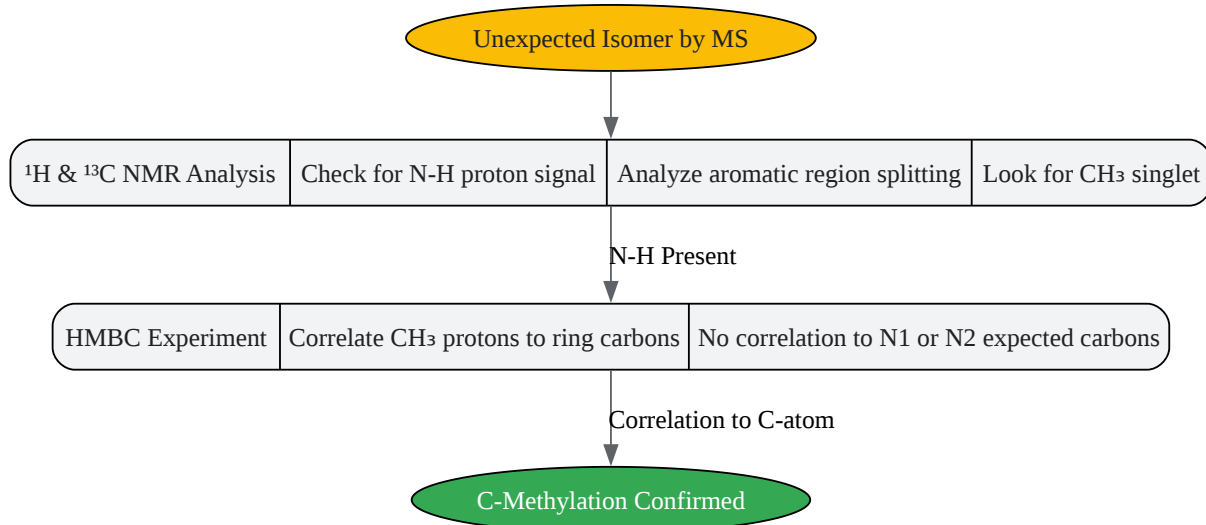 Unexpected Isomer by MS
¹H & ¹³C NMR Analysis
Check for N-H proton signal
Analyze aromatic region splitting
Look for CH₃ singlet
N-H Present
HMBC Experiment
Correlate CH₃ protons to ring carbons
No correlation to N1 or N2 expected carbons
Correlation to C-atom
C-Methylation Confirmed